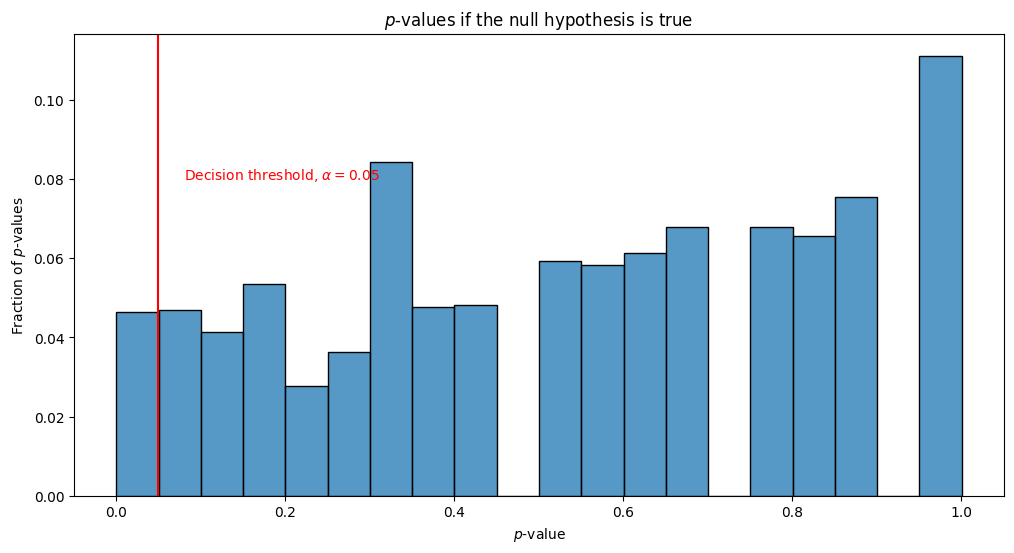 p-values if the null hypothesis is true
Decision threshold, α = 0.05
Fraction of p-values
0.10
0.08
0.06
0.04
0.02
0.00
0.0 0.2 0.4 0.6 0.8 1.0
p-value